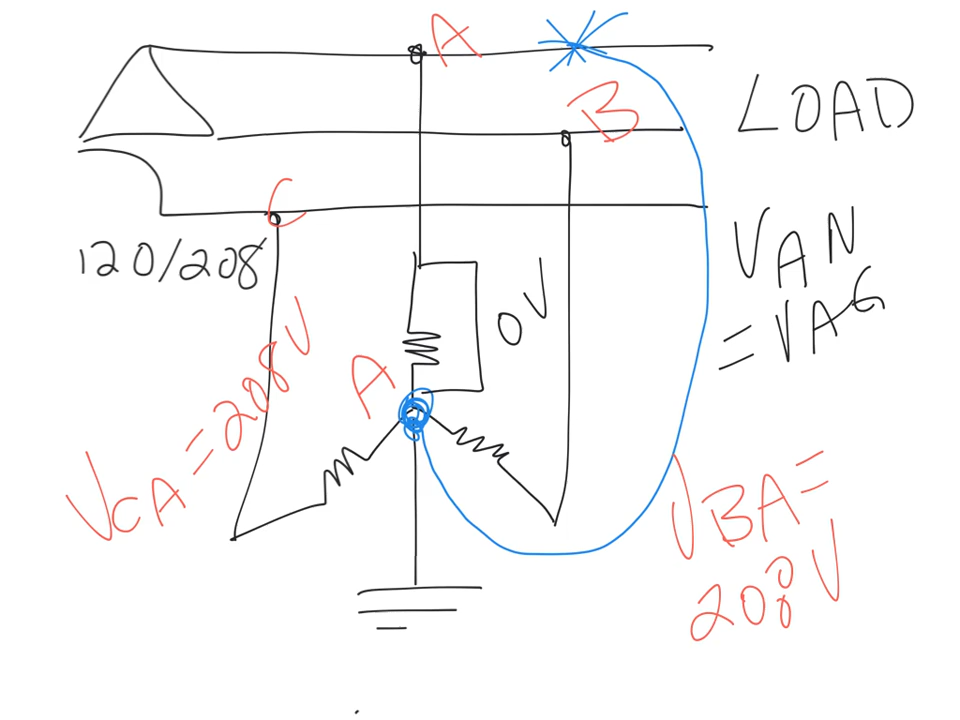 A
B
LOAD
C
120/208
VAN
= VAG
0V
A
VCA = 208V
VBA =
208V